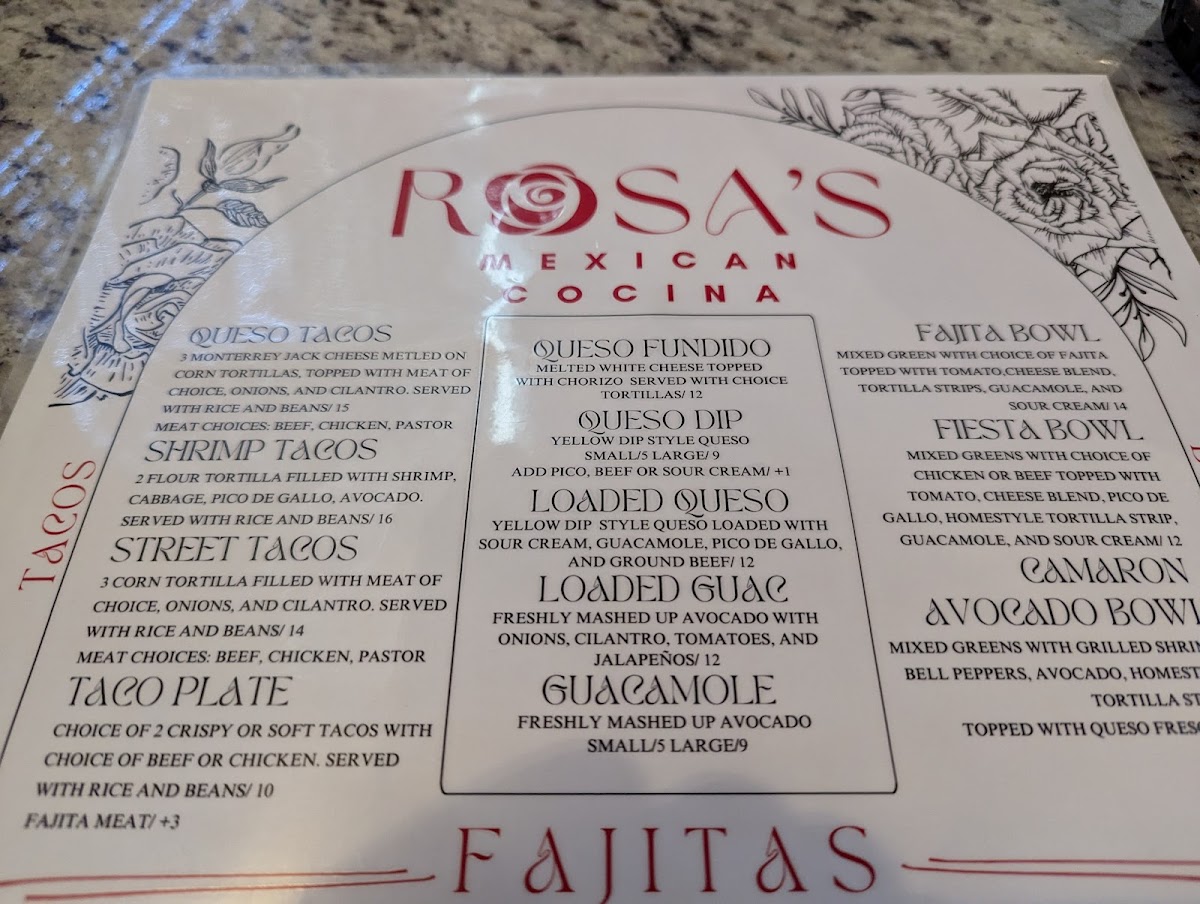 ROSA'S
MEXICAN
COCINA
TACOS
QUESO TACOS
3 MONTERREY JACK CHEESE METLED ON
CORN TORTILLAS, TOPPED WITH MEAT OF
CHOICE, ONIONS, AND CILANTRO. SERVED
WITH RICE AND BEANS/ 15
MEAT CHOICES: BEEF, CHICKEN, PASTOR
SHRIMP TACOS
2 FLOUR TORTILLA FILLED WITH SHRIMP,
CABBAGE, PICO DE GALLO, AVOCADO.
SERVED WITH RICE AND BEANS/ 16
STREET TACOS
3 CORN TORTILLA FILLED WITH MEAT OF
CHOICE, ONIONS, AND CILANTRO. SERVED
WITH RICE AND BEANS/ 14
MEAT CHOICES: BEEF, CHICKEN, PASTOR
TACO PLATE
CHOICE OF 2 CRISPY OR SOFT TACOS WITH
CHOICE OF BEEF OR CHICKEN. SERVED
WITH RICE AND BEANS/ 10
FAJITA MEAT/ +3
QUESO FUNDIDO
MELTED WHITE CHEESE TOPPED
WITH CHORIZO SERVED WITH CHOICE
TORTILLAS/ 12
QUESO DIP
YELLOW DIP STYLE QUESO
SMALL/5 LARGE/ 9
ADD PICO, BEEF OR SOUR CREAM/ +1
LOADED QUESO
YELLOW DIP STYLE QUESO LOADED WITH
SOUR CREAM, GUACAMOLE, PICO DE GALLO,
AND GROUND BEEF/ 12
LOADED GUAC
FRESHLY MASHED UP AVOCADO WITH
ONIONS, CILANTRO, TOMATOES, AND
JALAPEÑOS/ 12
GUACAMOLE
FRESHLY MASHED UP AVOCADO
SMALL/5 LARGE/9
FAJITA BOWL
MIXED GREEN WITH CHOICE OF FAJITA
TOPPED WITH TOMATO,CHEESE BLEND,
TORTILLA STRIPS, GUACAMOLE, AND
SOUR CREAM/ 14
FIESTA BOWL
MIXED GREENS WITH CHOICE OF
CHICKEN OR BEEF TOPPED WITH
TOMATO, CHEESE BLEND, PICO DE
GALLO, HOMESTYLE TORTILLA STRIP,
GUACAMOLE, AND SOUR CREAM/ 12
CAMARON
AVOCADO BOWL
MIXED GREENS WITH GRILLED
BELL PEPPERS, AVOCADO,
TORTILLA
TOPPED WITH QUESO
FAJITAS